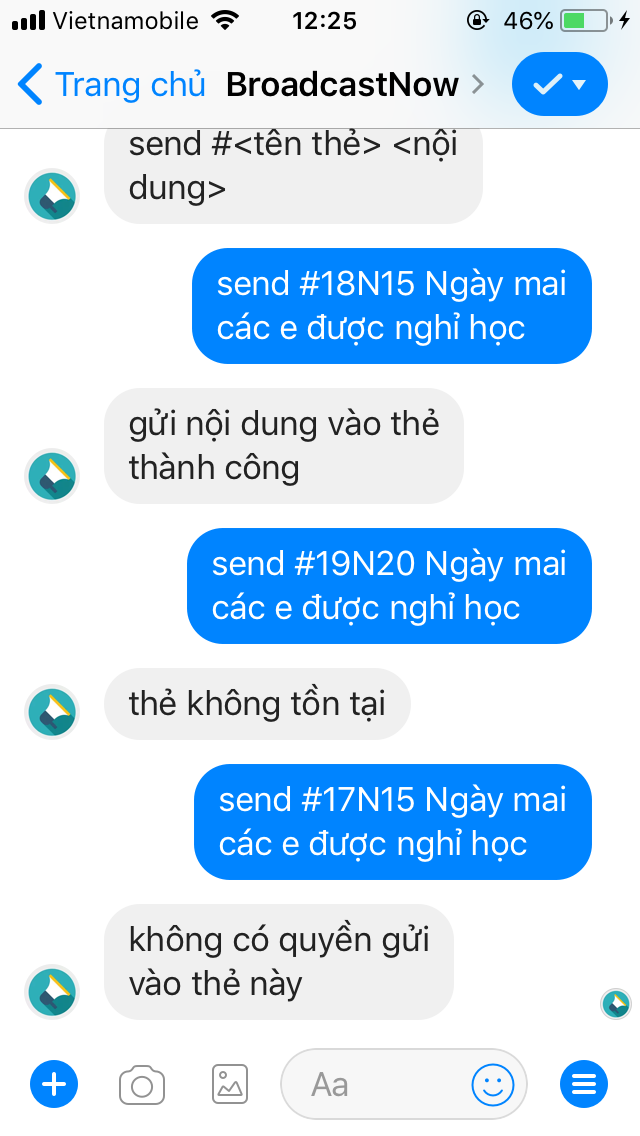 Vietnamobile 12:25 46%
Trang chủ BroadcastNow
send #<tên thẻ> <nội
dung>
send #18N15 Ngày mai
các e được nghỉ học
gửi nội dung vào thẻ
thành công
send #19N20 Ngày mai
các e được nghỉ học
thẻ không tồn tại
send #17N15 Ngày mai
các e được nghỉ học
không có quyền gửi
vào thẻ này
Aa